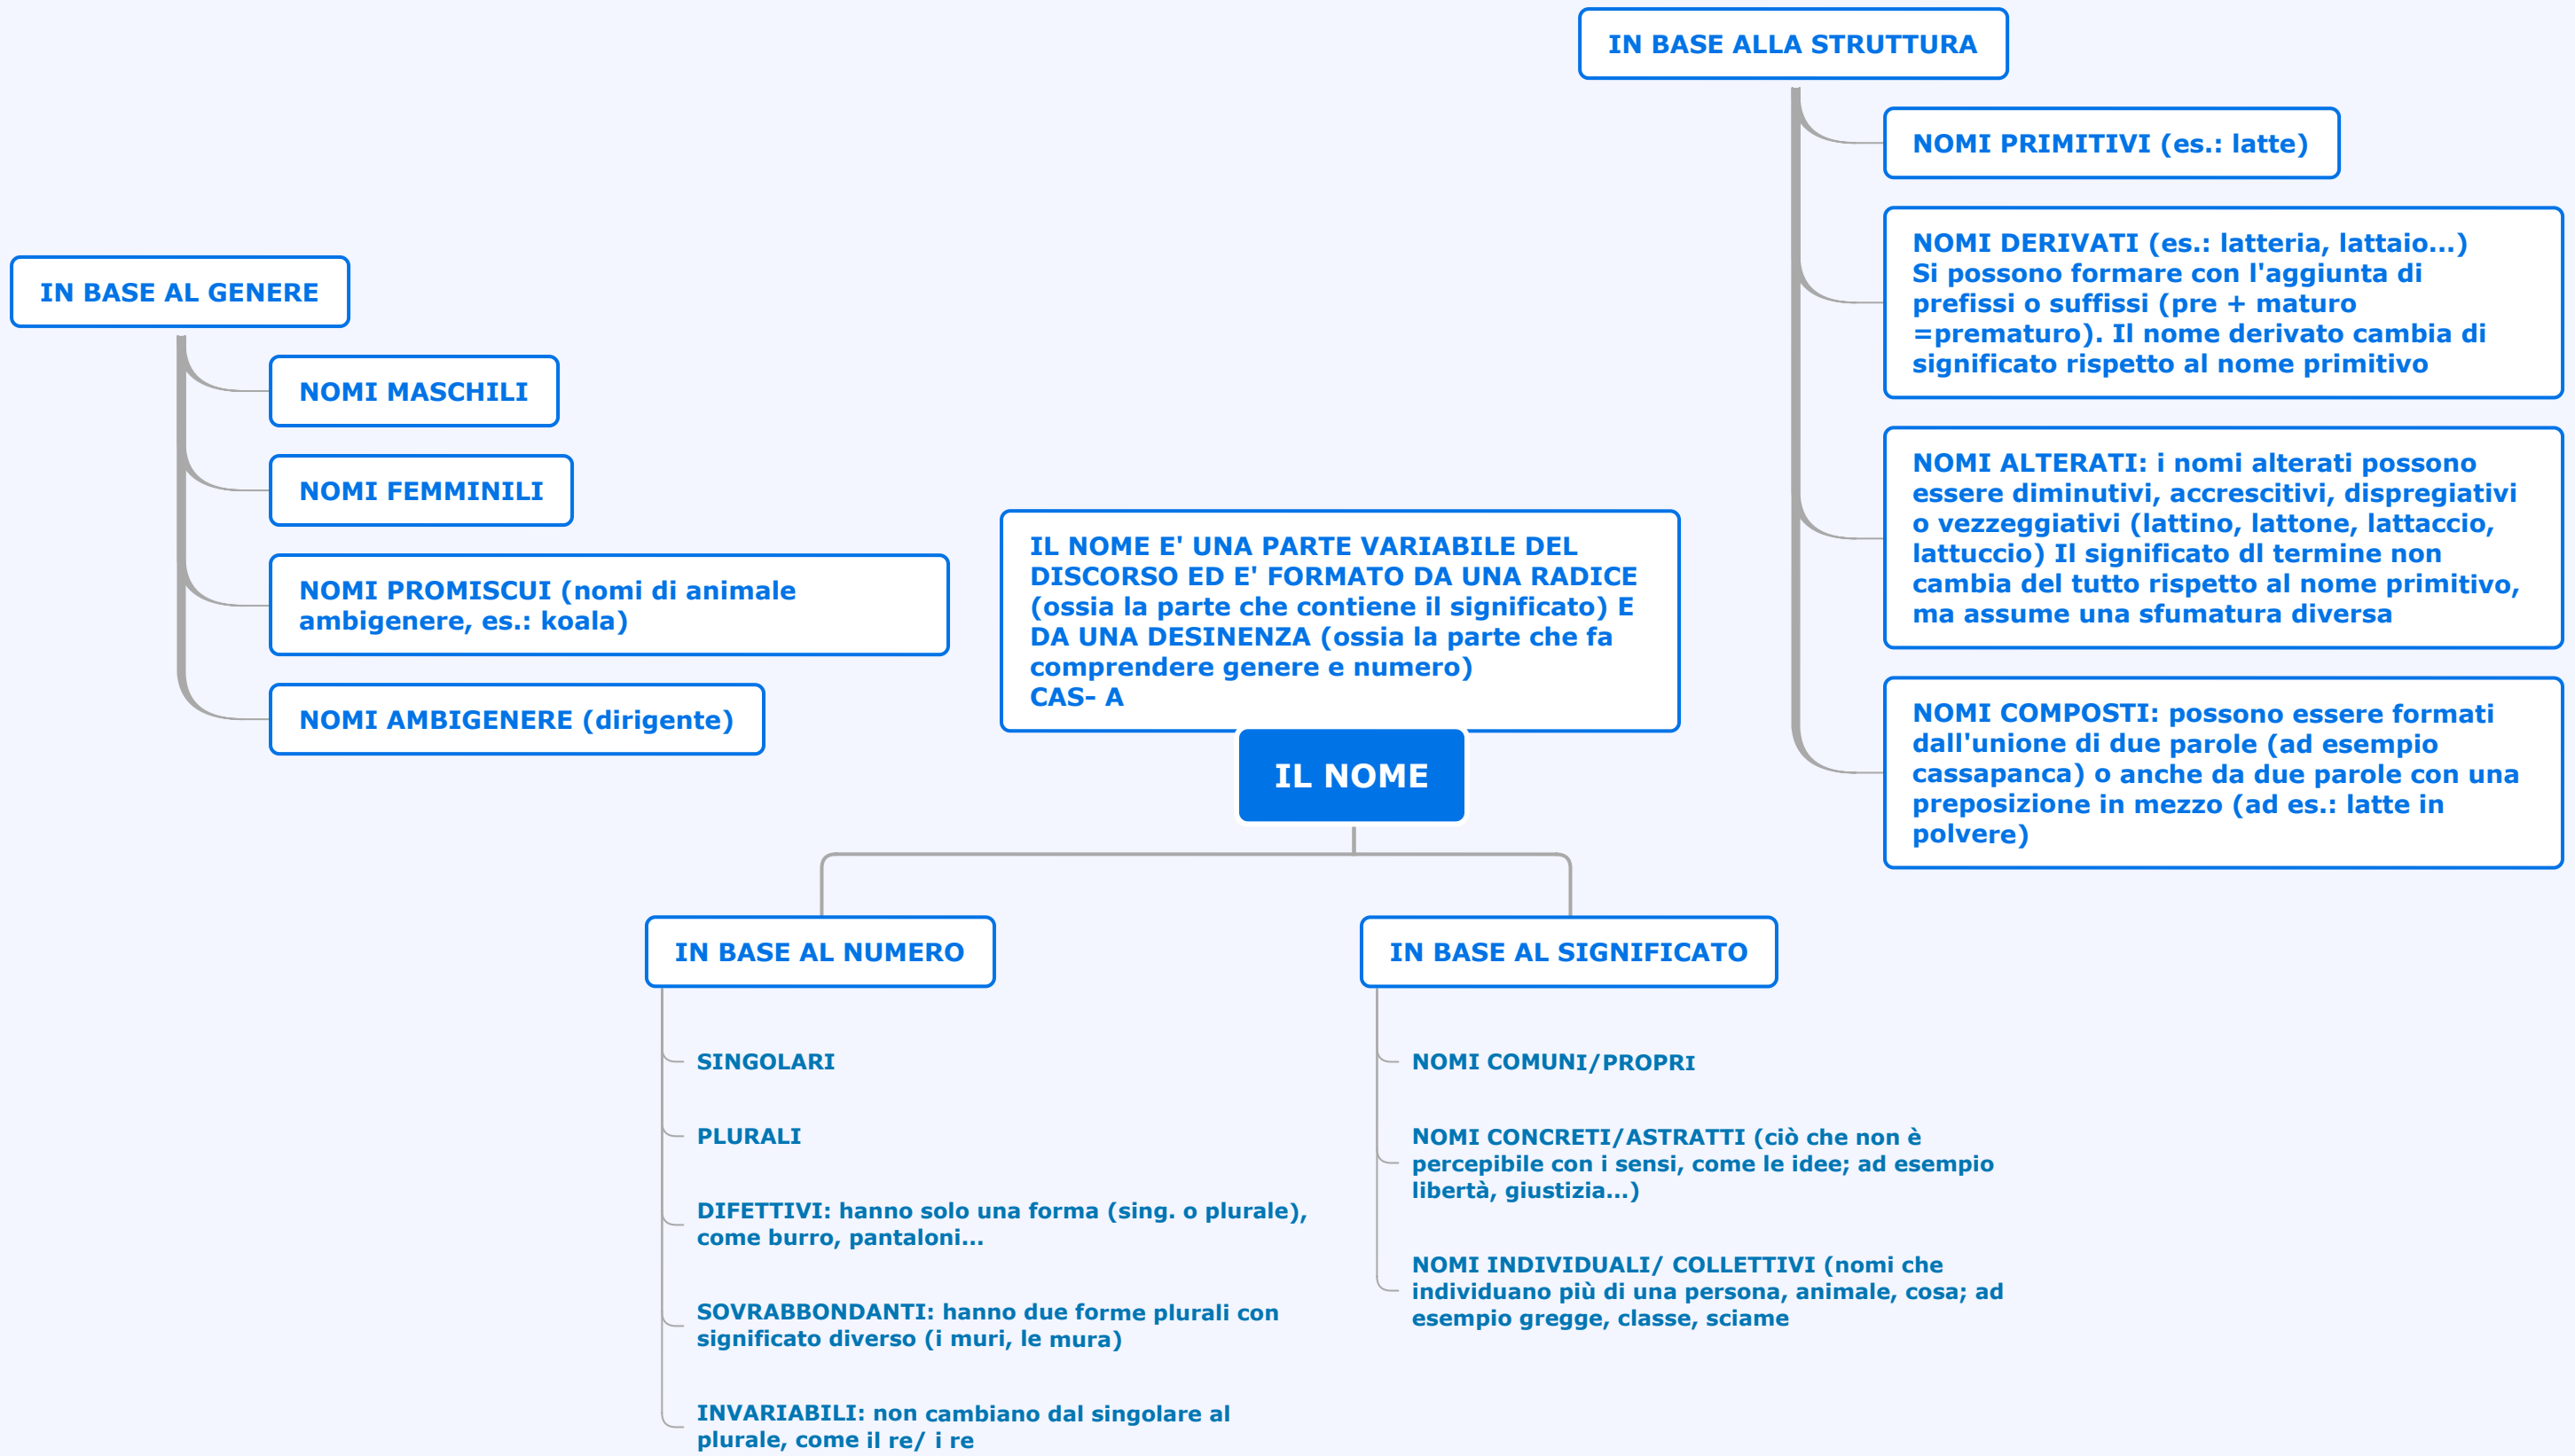 IN BASE ALLA STRUTTURA
NOMI PRIMITIVI (es.: latte)
NOMI DERIVATI (es.: latteria, lattaio...)
Si possono formare con l'aggiunta di
prefissi o suffissi (pre + maturo
=prematuro). Il nome derivato cambia di
significato rispetto al nome primitivo
NOMI ALTERATI: i nomi alterati possono
essere diminutivi, accrescitivi, dispregiativi
o vezzeggiativi (lattino, lattone, lattaccio,
lattuccio) Il significato dl termine non
cambia del tutto rispetto al nome primitivo,
ma assume una sfumatura diversa
NOMI COMPOSTI: possono essere formati
dall'unione di due parole (ad esempio
cassapanca) o anche da due parole con una
preposizione in mezzo (ad es.: latte in
polvere)
IN BASE AL GENERE
NOMI MASCHILI
NOMI FEMMINILI
NOMI PROMISCUI (nomi di animale
ambigenere, es.: koala)
NOMI AMBIGENERE (dirigente)
IL NOME E' UNA PARTE VARIABILE DEL
DISCORSO ED E' FORMATO DA UNA RADICE
(ossia la parte che contiene il significato) E
DA UNA DESINENZA (ossia la parte che fa
comprendere genere e numero)
CAS- A
IL NOME
IN BASE AL NUMERO
SINGOLARI
PLURALI
DIFETTIVI: hanno solo una forma (sing. o plurale),
come burro, pantaloni...
SOVRABBONDANTI: hanno due forme plurali con
significato diverso (i muri, le mura)
INVARIABILI: non cambiano dal singolare al
plurale, come il re/ i re
IN BASE AL SIGNIFICATO
NOMI COMUNI/PROPRI
NOMI CONCRETI/ASTRATTI (ciò che non è
percepibile con i sensi, come le idee; ad esempio
libertà, giustizia...)
NOMI INDIVIDUALI/ COLLETTIVI (nomi che
individuano più di una persona, animale, cosa; ad
esempio gregge, classe, sciame